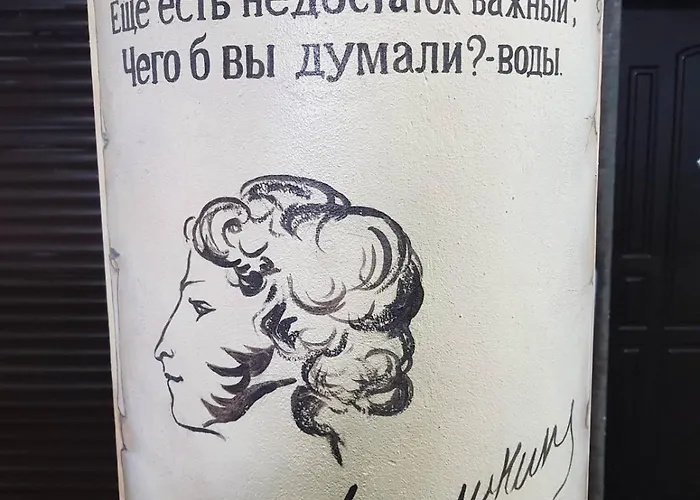 Еще есть недостаток важный;
Чего б вы думали?-воды.